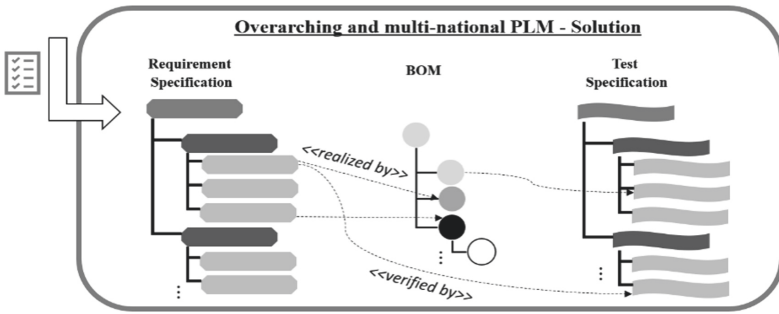 Overarching and multi-national PLM - Solution
Requirement
Specification
BOM
Test
Specification
<<realized by>>
<<verified by>>